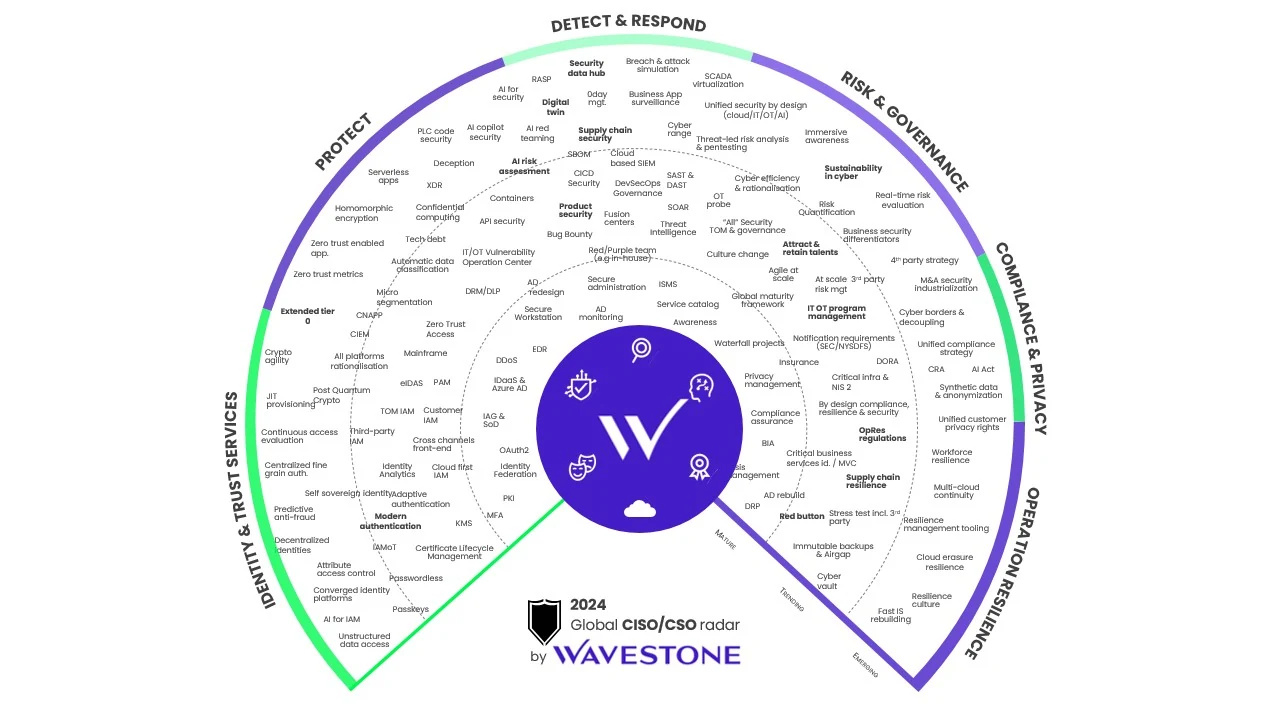 DETECT & RESPOND
RISK & GOVERNANCE
COMPILANCE & PRIVACY
OPERATION RESILIENCE
PROTECT
IDENTITY & TRUST SERVICES
Security
data hub
Breach & attack
simulation
RASP
SCADA
virtualization
AI for
security
Digital
twin
0day
mgt.
Business App
surveillance
Unified security by design
(cloud/IT/OT/AI)
PLC code
security
AI copilot
security
AI red
teaming
Supply chain
security
Cyber
range
Threat-led risk analysis
& pentesting
Immersive
awareness
Deception
AI risk
assessment
SBOM
Cloud
based SIEM
Serverless
apps
XDR
CICD
Security
DevSecOps
Governance
SAST &
DAST
Cyber efficiency
& rationalisation
Sustainability
in cyber
Real-time risk
evaluation
Homomorphic
encryption
Confidential
computing
Containers
API security
Product
security
Fusion
centers
SOAR
OT
probe
Risk
Quantification
Bug Bounty
Threat
Intelligence
"All" Security
TOM & governance
Business security
differentiators
Zero trust enabled
app.
Tech debt
IT/OT Vulnerability
Operation Center
Red/Purple team
(e.g in-house)
Culture change
Attract &
retain talents
4th party strategy
Zero trust metrics
Automatic data
classification
Agile at
scale
At scale 3rd party
risk mgt
M&A security
industrialization
Micro
segmentation
DRM/DLP
AD
redesign
Secure
administration
ISMS
Global maturity
framework
Extended tier
0
CNAPP
Secure
Workstation
AD
monitoring
Service catalog
IT OT program
management
Cyber borders &
decoupling
CIEM
Zero Trust
Access
Awareness
Waterfall projects
Notification requirements
(SEC/NYSDFS)
Unified compliance
strategy
Crypto
agility
All platforms
rationalisation
Mainframe
EDR
DDoS
Insurance
DORA
CRA
AI Act
JIT
provisioning
Post Quantum
Crypto
eIDAS
PAM
IDaaS &
Azure AD
Privacy
management
Critical infra &
NIS 2
Synthetic data
& anonymization
TOM IAM
Customer
IAM
IAG &
SoD
Compliance
assurance
By design compliance,
resilience & security
Unified customer
privacy rights
Continuous access
evaluation
Third-party
IAM
Cross channels
front-end
OAuth2
BIA
OpRes
regulations
Critical business
services id. / MVC
Workforce
resilience
Centralized fine
grain auth.
Identity
Analytics
Cloud first
IAM
Identity
Federation
Supply chain
resilience
Multi-cloud
continuity
Self sovereign identity
Adaptive
authentication
PKI
AD rebuild
DRP
Predictive
anti-fraud
Modern
authentication
KMS
MFA
Red button
Stress test incl. 3rd
party
Resilience
management tooling
Decentralized
identities
IAMoT
Certificate Lifecycle
Management
MATURE
Immutable backups
& Airgap
Cloud erasure
resilience
Attribute
access control
Passwordless
Cyber
vault
Converged identity
platforms
Passkeys
TRENDING
Resilience
culture
Fast IS
rebuilding
AI for IAM
Unstructured
data access
EMERGING
2024
Global CISO/CSO radar
by WAVESTONE